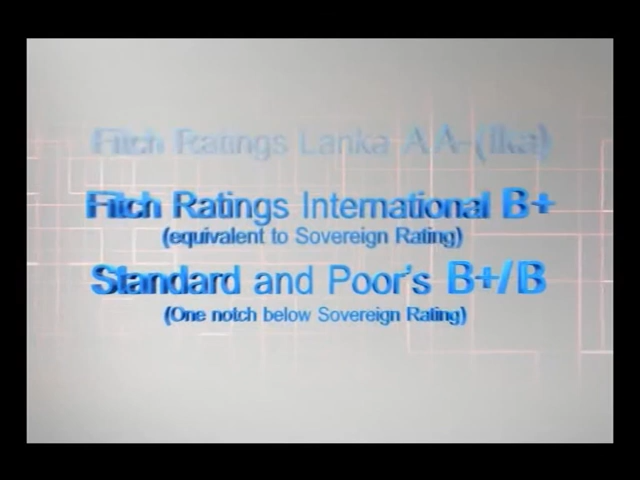 Fitch Ratings Lanka AA-(lka)
Fitch Ratings International B+
(equivalent to Sovereign Rating)
Standard and Poor's B+/B
(One notch below Sovereign Rating)